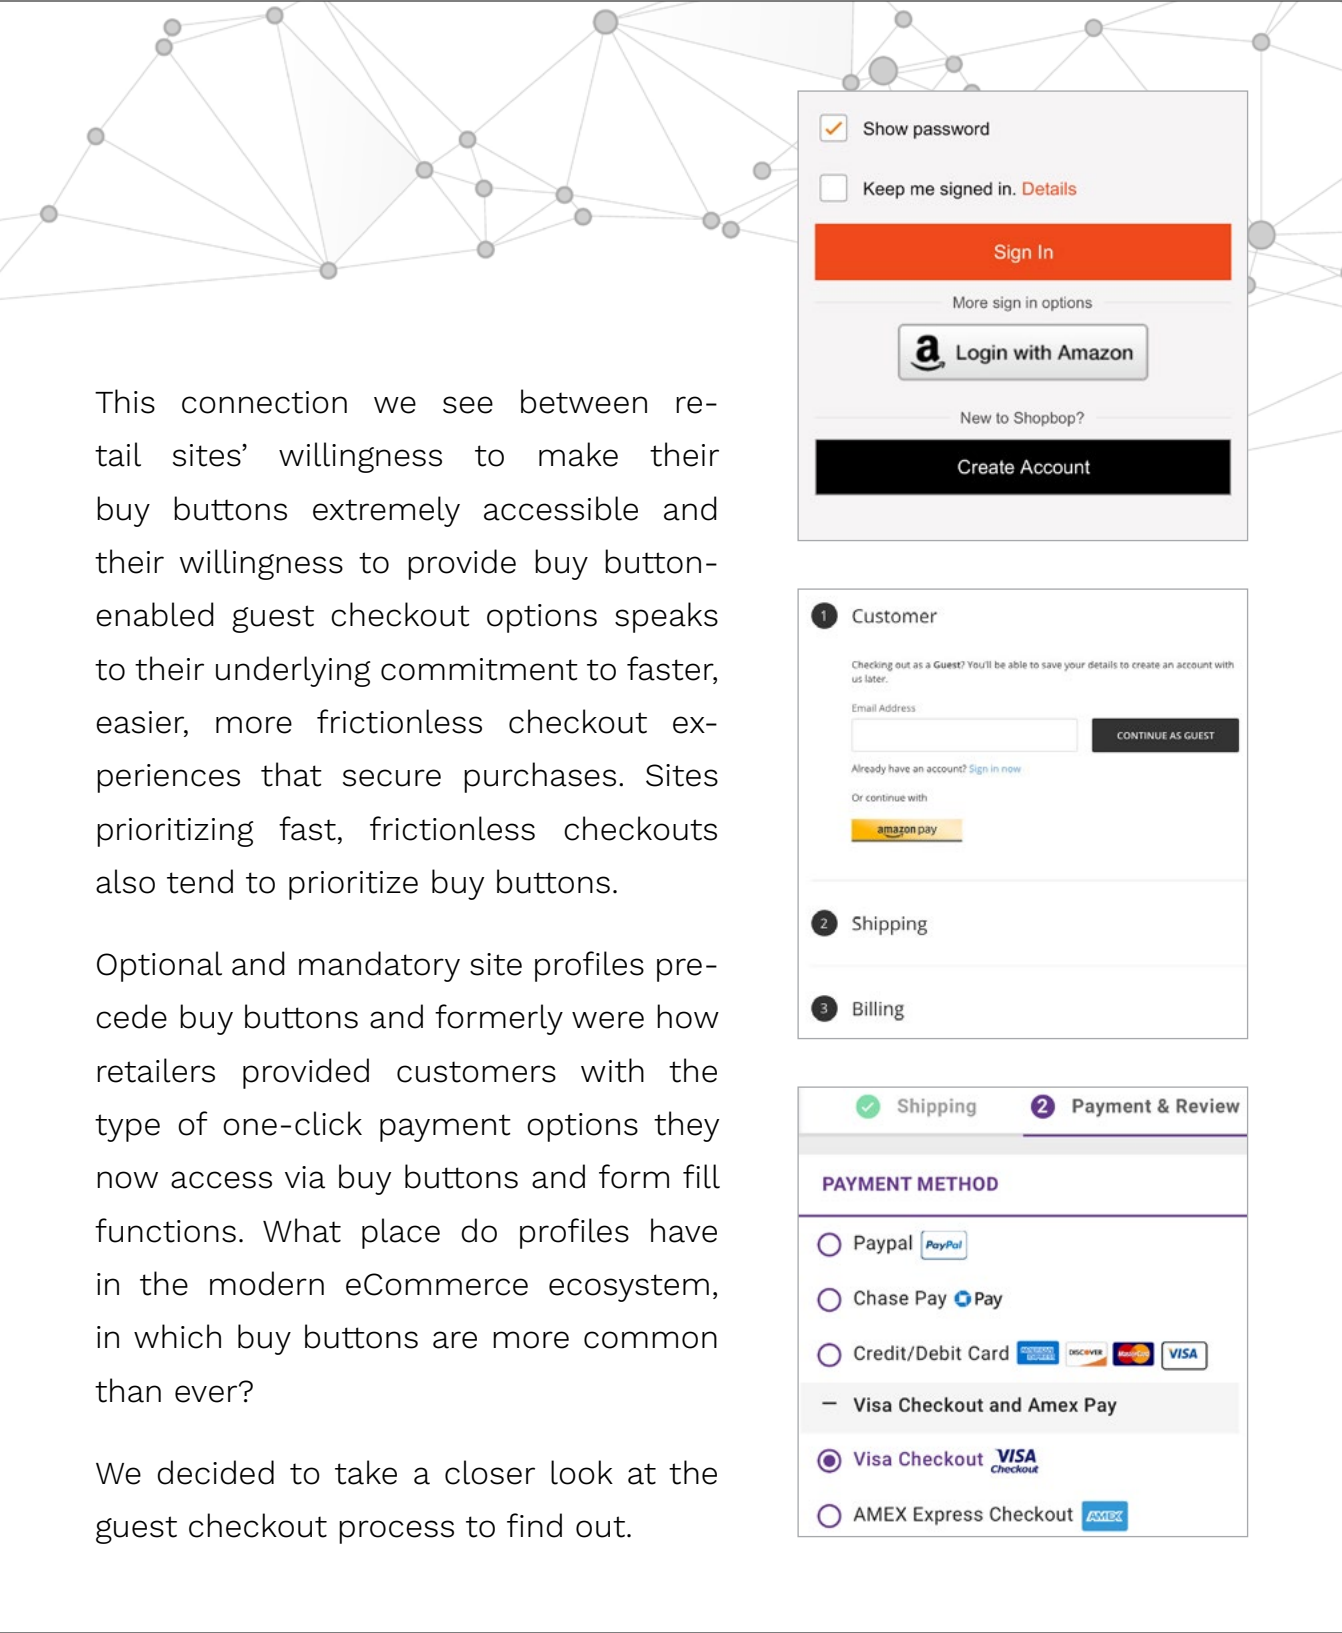 This connection we see between re-
tail sites’ willingness to make their
buy buttons extremely accessible and
their willingness to provide buy button-
enabled guest checkout options speaks
to their underlying commitment to faster,
easier, more frictionless checkout ex-
periences that secure purchases. Sites
prioritizing fast, frictionless checkouts
also tend to prioritize buy buttons.
Optional and mandatory site profiles pre-
cede buy buttons and formerly were how
retailers provided customers with the
type of one-click payment options they
now access via buy buttons and form fill
functions. What place do profiles have
in the modern eCommerce ecosystem,
in which buy buttons are more common
than ever?
We decided to take a closer look at the
guest checkout process to find out.
Show password
Keep me signed in. Details
Sign In
More sign in options
a Login with Amazon
New to Shopbop?
Create Account
1 Customer
Checking out as a Guest? You'll be able to save your details to create an account with
us later.
Email Address
CONTINUE AS GUEST
Already have an account? Sign in now
Or continue with
amazon pay
2 Shipping
3 Billing
Shipping 2 Payment & Review
PAYMENT METHOD
Paypal PayPal
Chase Pay Pay
Credit/Debit Card AMERICAN EXPRESS DISCOVER MasterCard VISA
Visa Checkout and Amex Pay
Visa Checkout VISA Checkout
AMEX Express Checkout AMEX